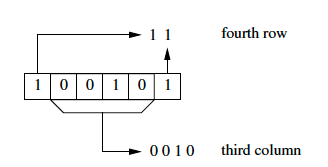 1 1 fourth row
1 0 0 1 0 1
0 0 1 0 third column